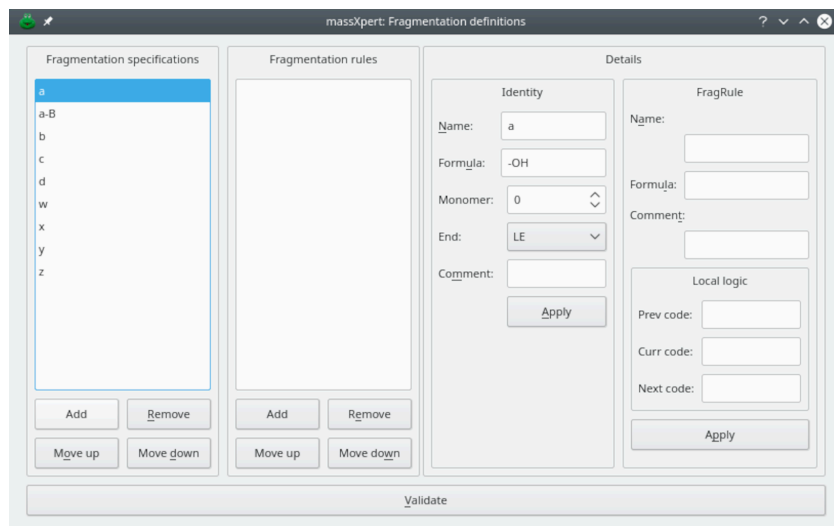 massXpert: Fragmentation definitions
?
Fragmentation specifications
a
a-B
b
c
d
w
x
y
z
Add
Remove
Move up
Move down
Fragmentation rules
Add
Remove
Move up
Move down
Details
Identity
Name: a
Formula: -OH
Monomer: 0
End: LE
Comment:
Apply
FragRule
Name:
Formula:
Comment:
Local logic
Prev code:
Curr code:
Next code:
Apply
Validate